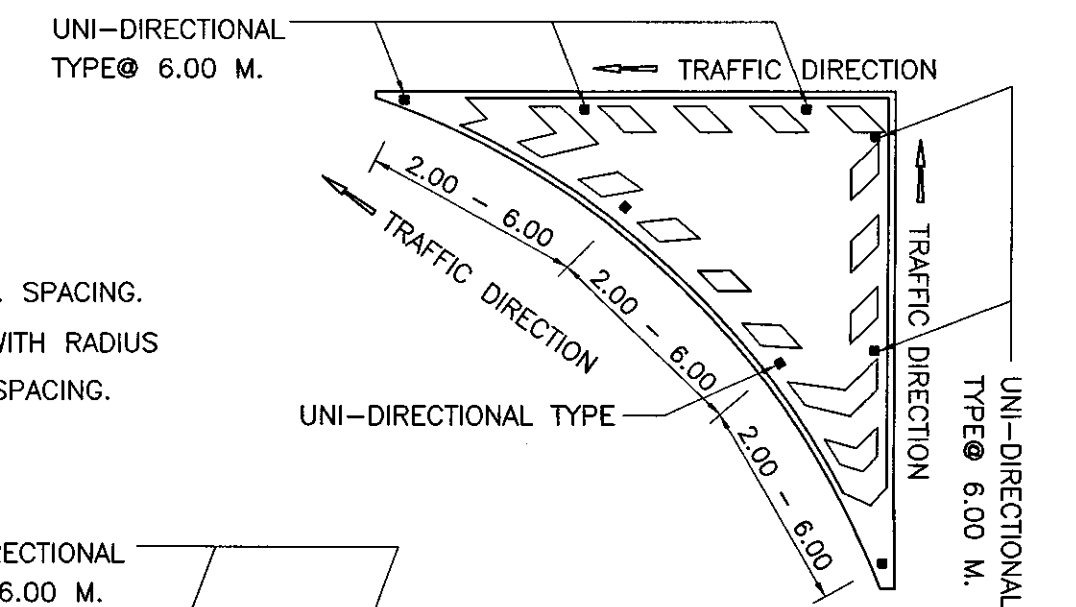 UNI–DIRECTIONAL
TYPE@ 6.00 M.
TRAFFIC DIRECTION
2.00 – 6.00
TRAFFIC DIRECTION
TRAFFIC DIRECTION
SPACING.
WITH RADIUS
SPACING.
2.00 – 6.00
UNI–DIRECTIONAL TYPE
UNI–DIRECTIONAL
TYPE@ 6.00 M.
2.00 – 6.00
6.00 M.